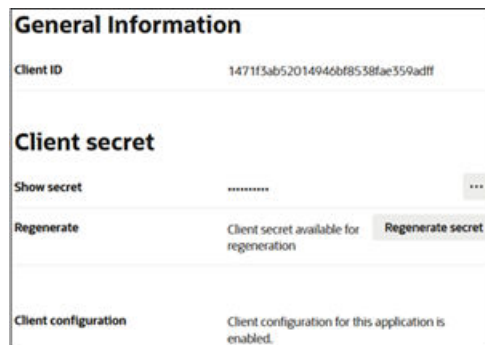 General Information
Client ID 1471f3ab52014946bf8538fae359adff
Client secret
Show secret •••••••••• ...
Regenerate Client secret available for Regenerate secret
regeneration
Client configuration Client configuration for this application is
enabled.